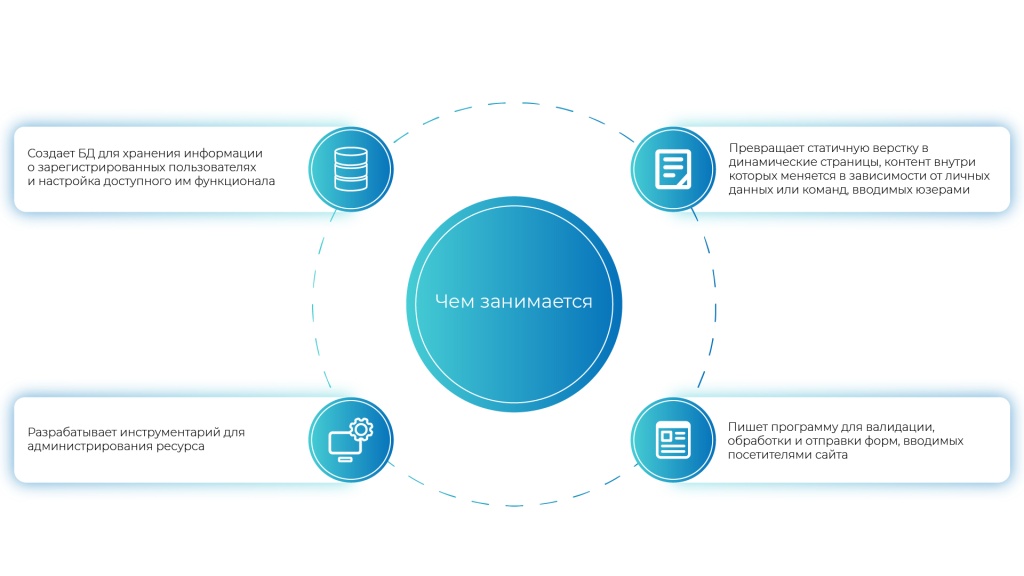 Создает БД для хранения информации
о зарегистрированных пользователях
и настройка доступного им функционала
Превращает статичную верстку в
динамические страницы, контент внутри
которых меняется в зависимости от личных
данных или команд, вводимых юзерами
Чем занимается
Разрабатывает инструментарий для
администрирования ресурса
Пишет программу для валидации,
обработки и отправки форм, вводимых
посетителями сайта